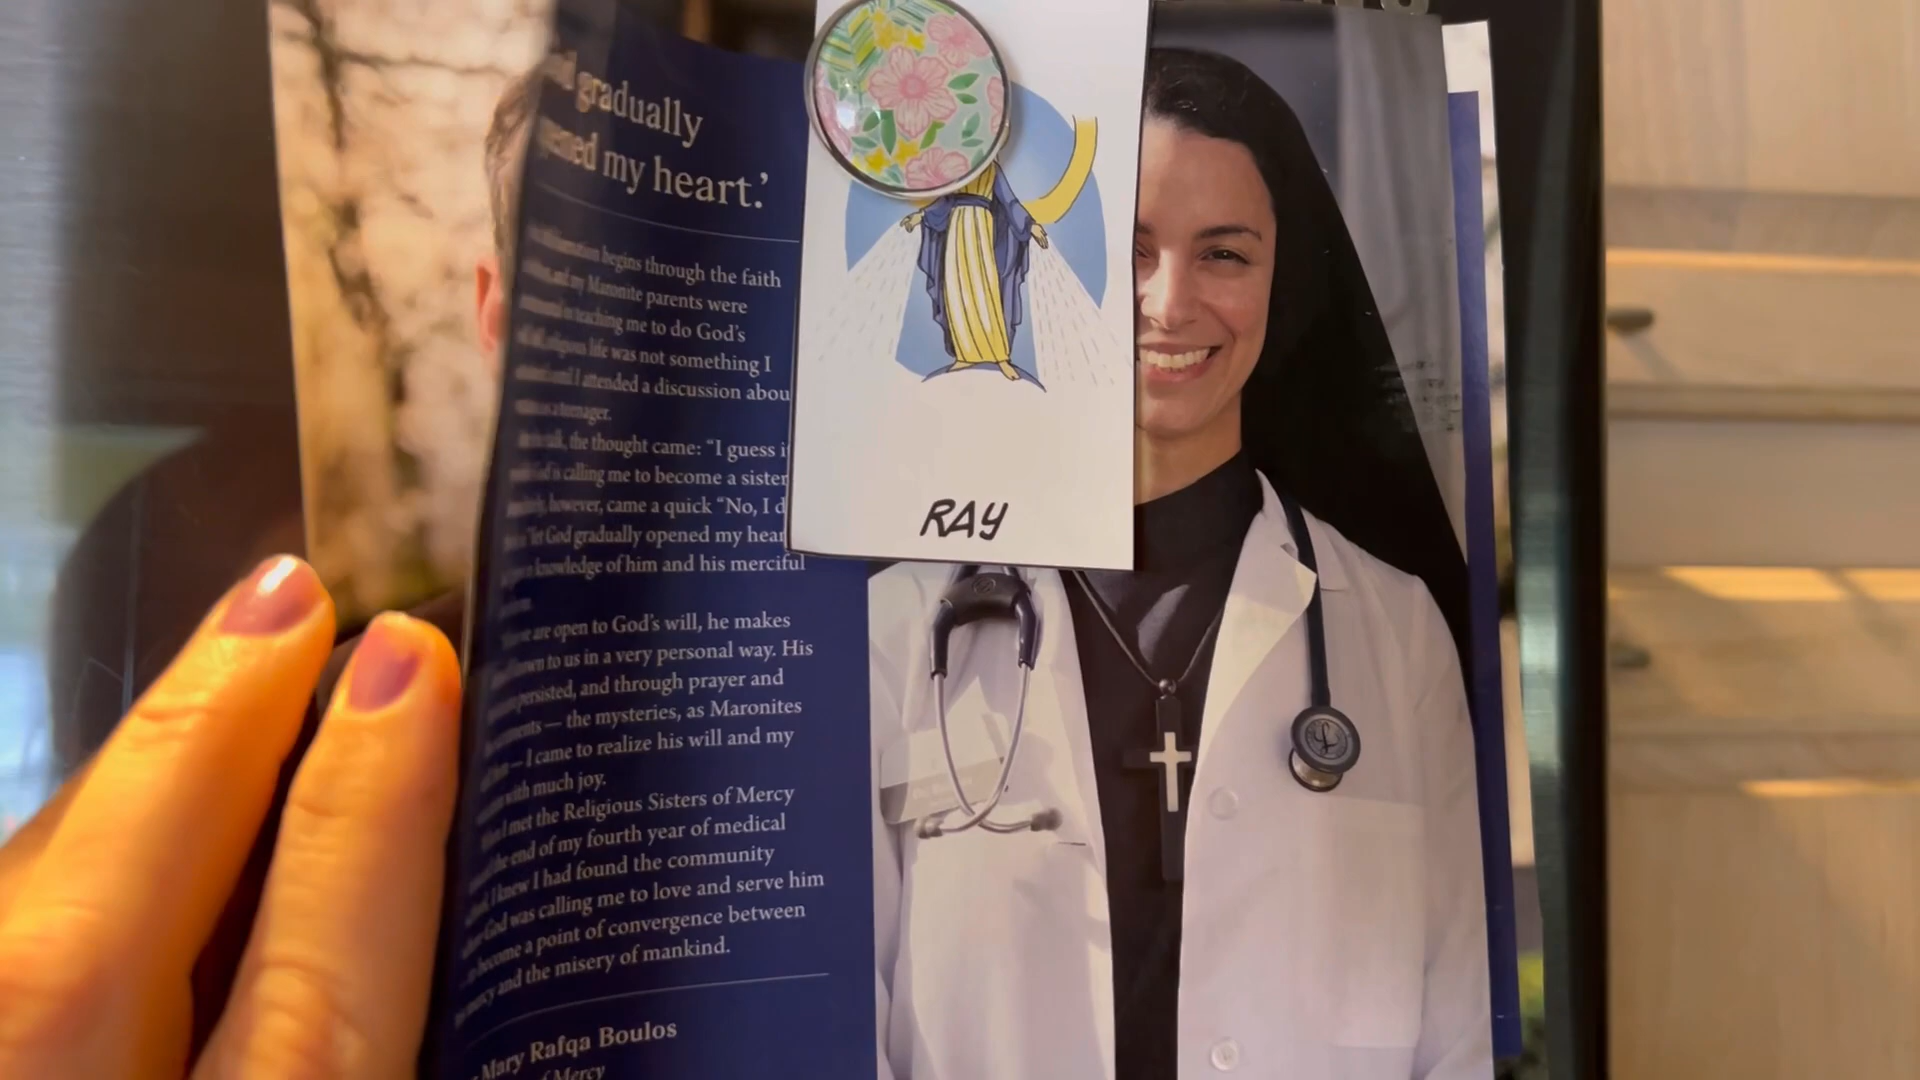 gradually
my heart.'
begins through the faith
my Maronite parents were
teaching me to do God's
religious life was not something I
I attended a discussion abou
as a teenager.
the thought came: "I guess i
is calling me to become a sister
however, came a quick "No, I d
let God gradually opened my hear
knowledge of him and his merciful
are open to God's will, he makes
to us in a very personal way. His
persisted, and through prayer and
— the mysteries, as Maronites
— I came to realize his will and my
with much joy.
I met the Religious Sisters of Mercy
the end of my fourth year of medical
I knew I had found the community
God was calling me to love and serve him
become a point of convergence between
mercy and the misery of mankind.
Mary Rafqa Boulos
of Mercy
RAY